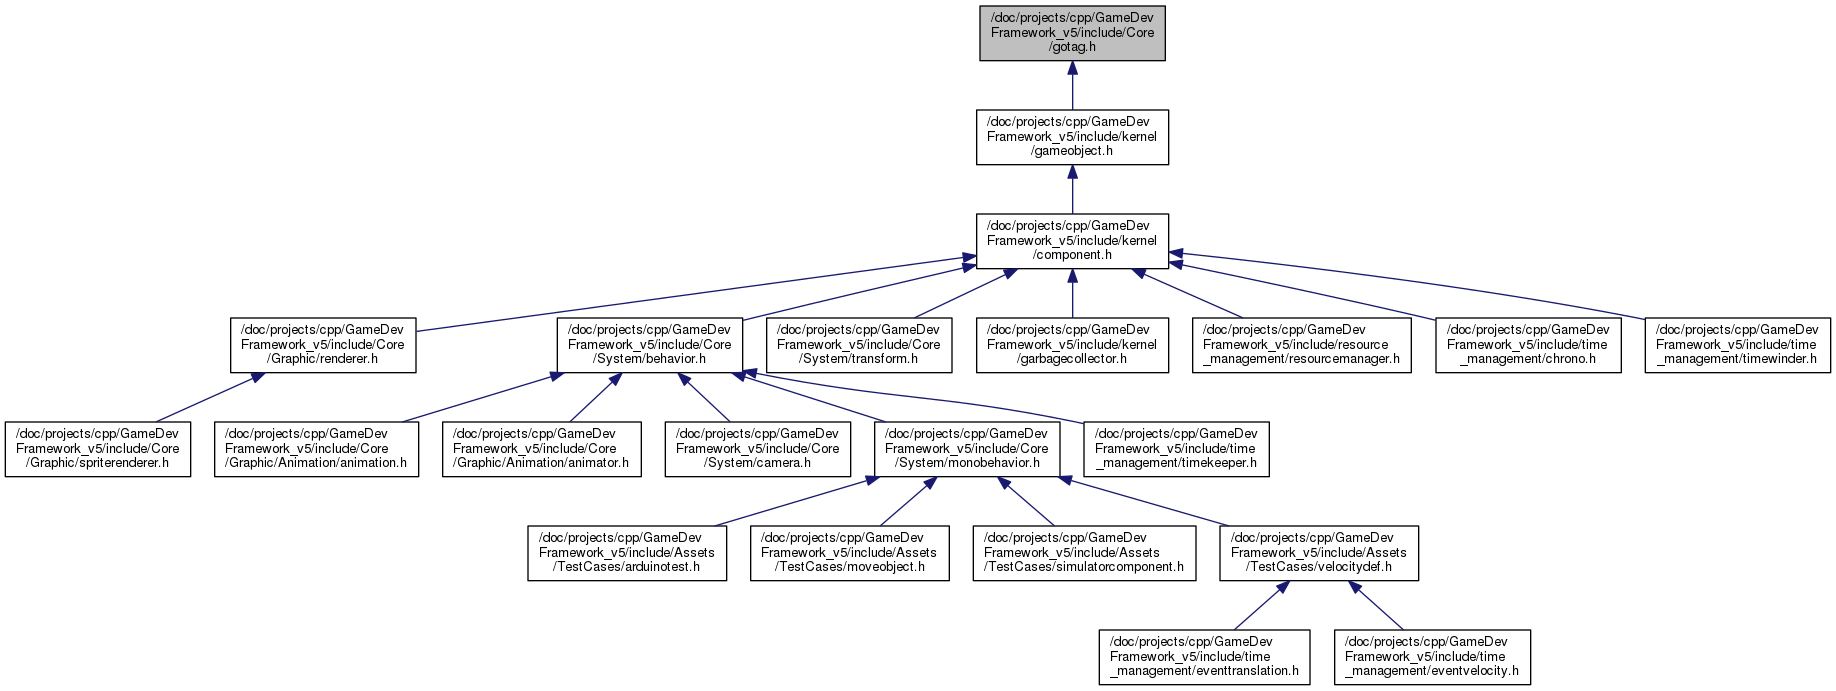 /doc/projects/cpp/GameDev
Framework_v5/include/Core
/gotag.h
/doc/projects/cpp/GameDev
Framework_v5/include/kernel
/gameobject.h
/doc/projects/cpp/GameDev
Framework_v5/include/kernel
/component.h
/doc/projects/cpp/GameDev
Framework_v5/include/Core
/Graphic/renderer.h
/doc/projects/cpp/GameDev
Framework_v5/include/Core
/System/behavior.h
/doc/projects/cpp/GameDev
Framework_v5/include/Core
/System/transform.h
/doc/projects/cpp/GameDev
Framework_v5/include/kernel
/garbagecollector.h
/doc/projects/cpp/GameDev
Framework_v5/include/resource
_management/resourcemanager.h
/doc/projects/cpp/GameDev
Framework_v5/include/time
_management/chrono.h
/doc/projects/cpp/GameDev
Framework_v5/include/time
_management/timewinder.h
/doc/projects/cpp/GameDev
Framework_v5/include/Core
/Graphic/spriterenderer.h
/doc/projects/cpp/GameDev
Framework_v5/include/Core
/Graphic/Animation/animation.h
/doc/projects/cpp/GameDev
Framework_v5/include/Core
/Graphic/Animation/animator.h
/doc/projects/cpp/GameDev
Framework_v5/include/Core
/System/camera.h
/doc/projects/cpp/GameDev
Framework_v5/include/Core
/System/monobehavior.h
/doc/projects/cpp/GameDev
Framework_v5/include/time
_management/timekeeper.h
/doc/projects/cpp/GameDev
Framework_v5/include/Assets
/TestCases/arduinotest.h
/doc/projects/cpp/GameDev
Framework_v5/include/Assets
/TestCases/moveobject.h
/doc/projects/cpp/GameDev
Framework_v5/include/Assets
/TestCases/simulatorcomponent.h
/doc/projects/cpp/GameDev
Framework_v5/include/Assets
/TestCases/velocitydef.h
/doc/projects/cpp/GameDev
Framework_v5/include/time
_management/eventtranslation.h
/doc/projects/cpp/GameDev
Framework_v5/include/time
_management/eventvelocity.h